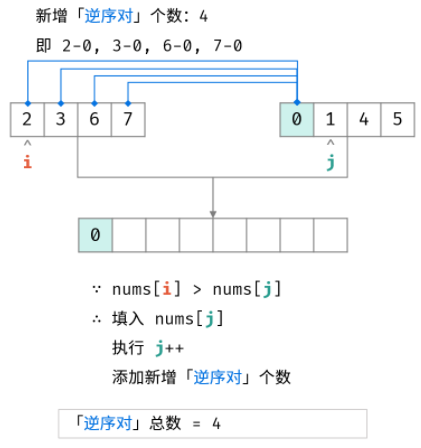 新增「逆序对」个数: 4
即 2-0, 3-0, 6-0, 7-0
2 3 6 7 0 1 4 5
i j
0
∵ nums[i] > nums[j]
∴ 填入 nums[j]
执行 j++
添加新增「逆序对」个数
「逆序对」总数 = 4